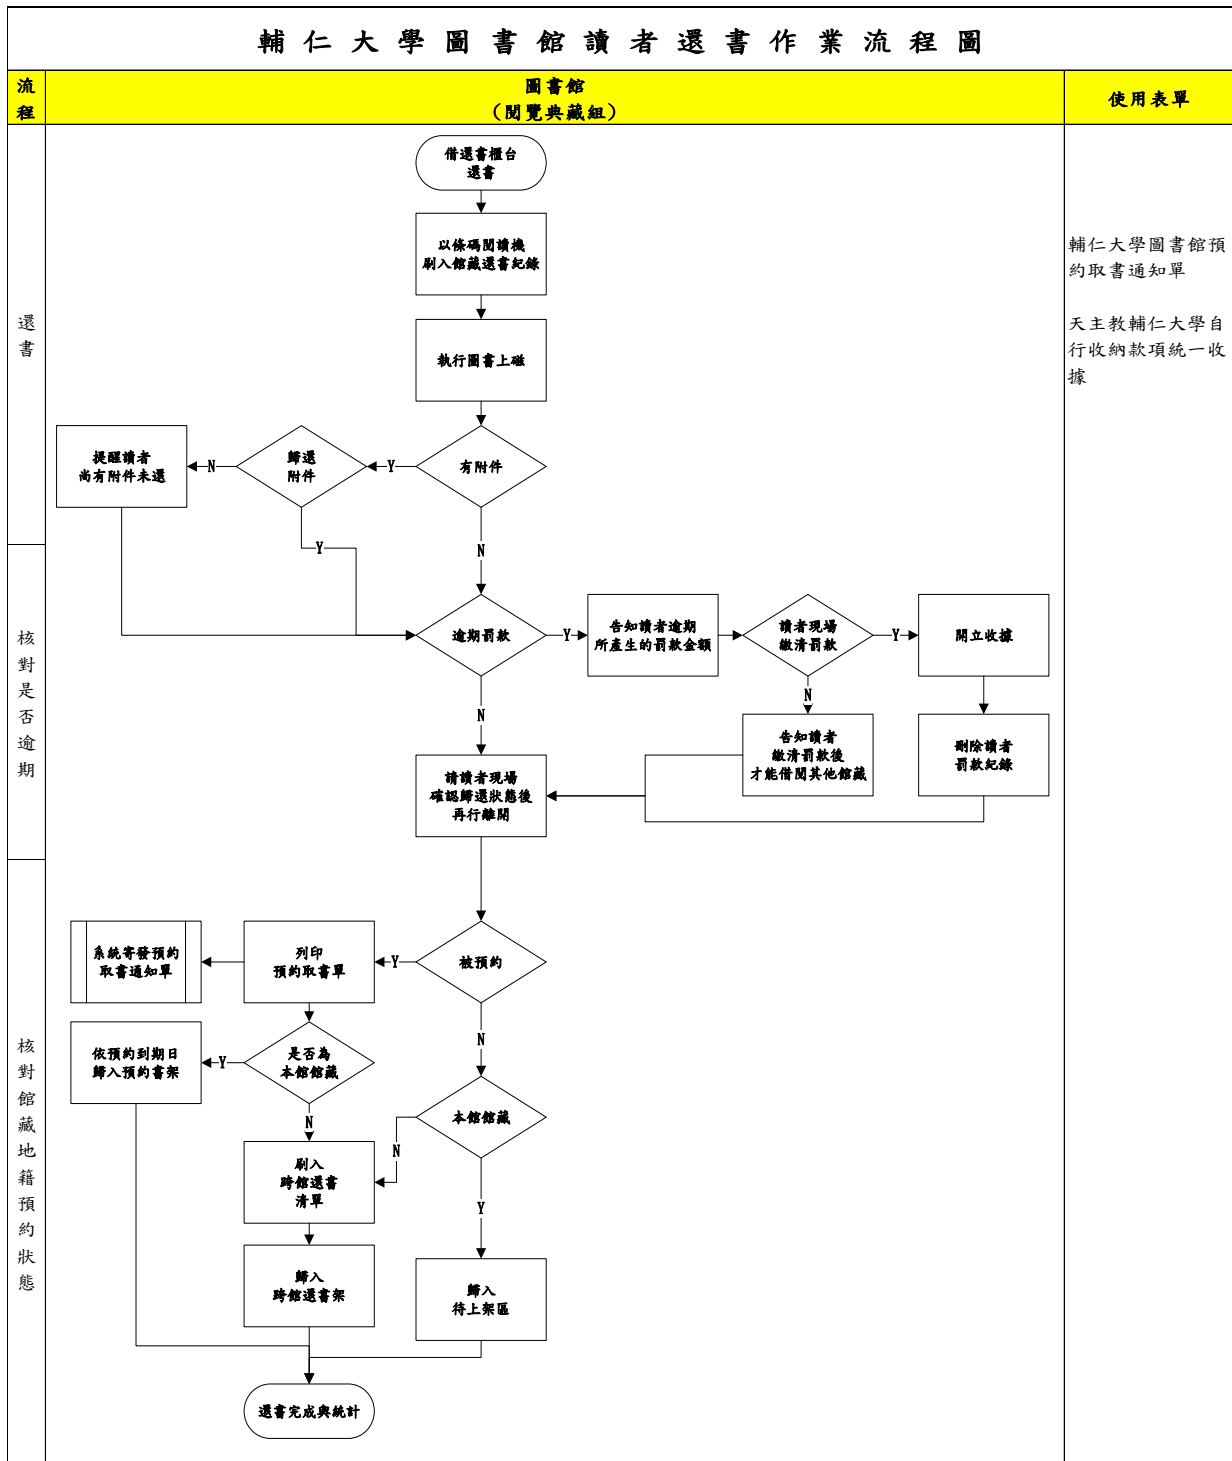 輔仁大學圖書館讀者還書作業流程圖
流
程
圖書館
（閱覽典藏組）
使用表單
還
書
借還書櫃台
還書
以條碼閱讀機
刷入館藏還書紀錄
執行圖書上磁
有附件
Y
歸還
附件
N
提醒讀者
尚有附件未還
Y
N
輔仁大學圖書館預
約取書通知單
天主教輔仁大學自
行收納款項統一收
據
核
對
是
否
逾
期
逾期罰款
Y
告知讀者逾期
所產生的罰款金額
讀者現場
繳清罰款
Y
開立收據
N
N
告知讀者
繳清罰款後
才能借閱其他館藏
刪除讀者
罰款紀錄
請讀者現場
確認歸還狀態後
再行離開
核
對
館
藏
地
籍
預
約
狀
態
被預約
Y
列印
預約取書單
系統寄發預約
取書通知單
N
是否為
本館館藏
Y
依預約到期日
歸入預約書架
N
本館館藏
N
刷入
跨館還書
清單
Y
歸入
跨館還書架
歸入
待上架區
還書完成與統計